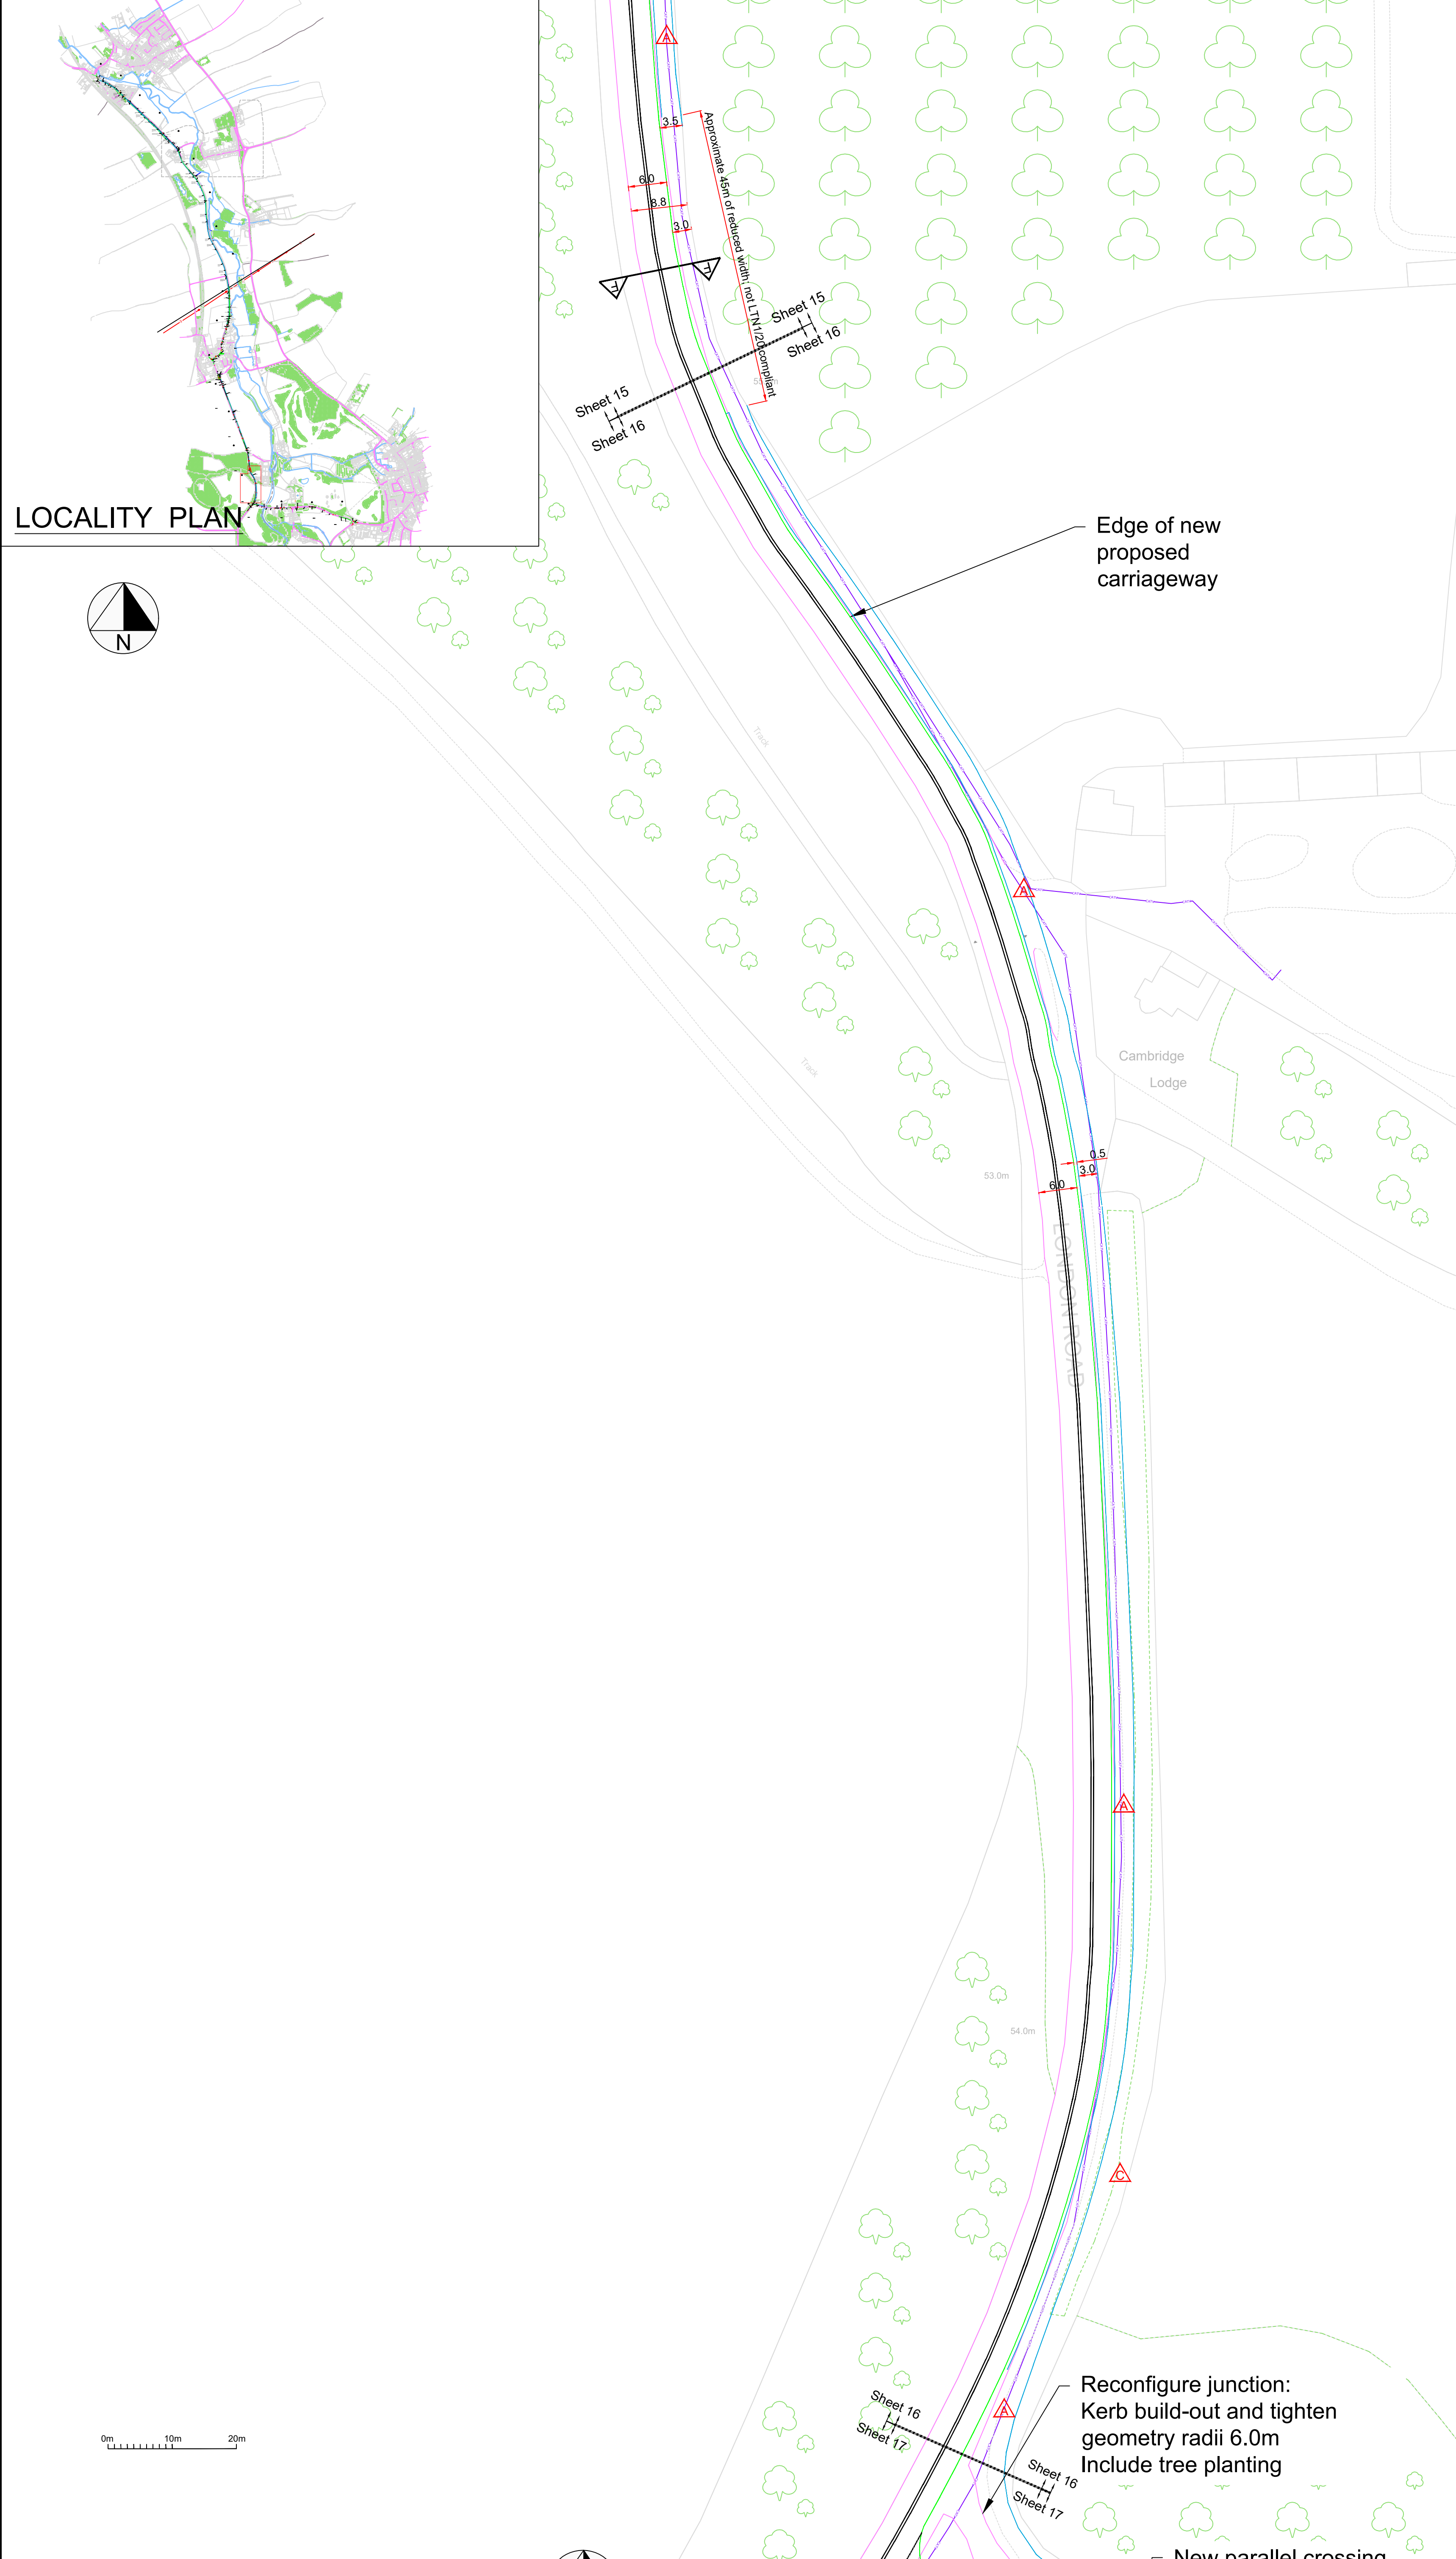 A
3.5
6.0
8.8
3.0
Approximate 45m of reduced width; not LTN1/20 compliant
F
F
Sheet 15
Sheet 16
Sheet 15
Sheet 16
LOCALITY PLAN
N
Edge of new
proposed
carriageway
Track
A
Cambridge
Lodge
Track
53.0m
0.5
3.0
6.0
LONDON ROAD
A
54.0m
C
Reconfigure junction:
Kerb build-out and tighten
geometry radii 6.0m
Include tree planting
A
Sheet 16
Sheet 17
Sheet 16
Sheet 17
0m 10m 20m
New parallel crossing